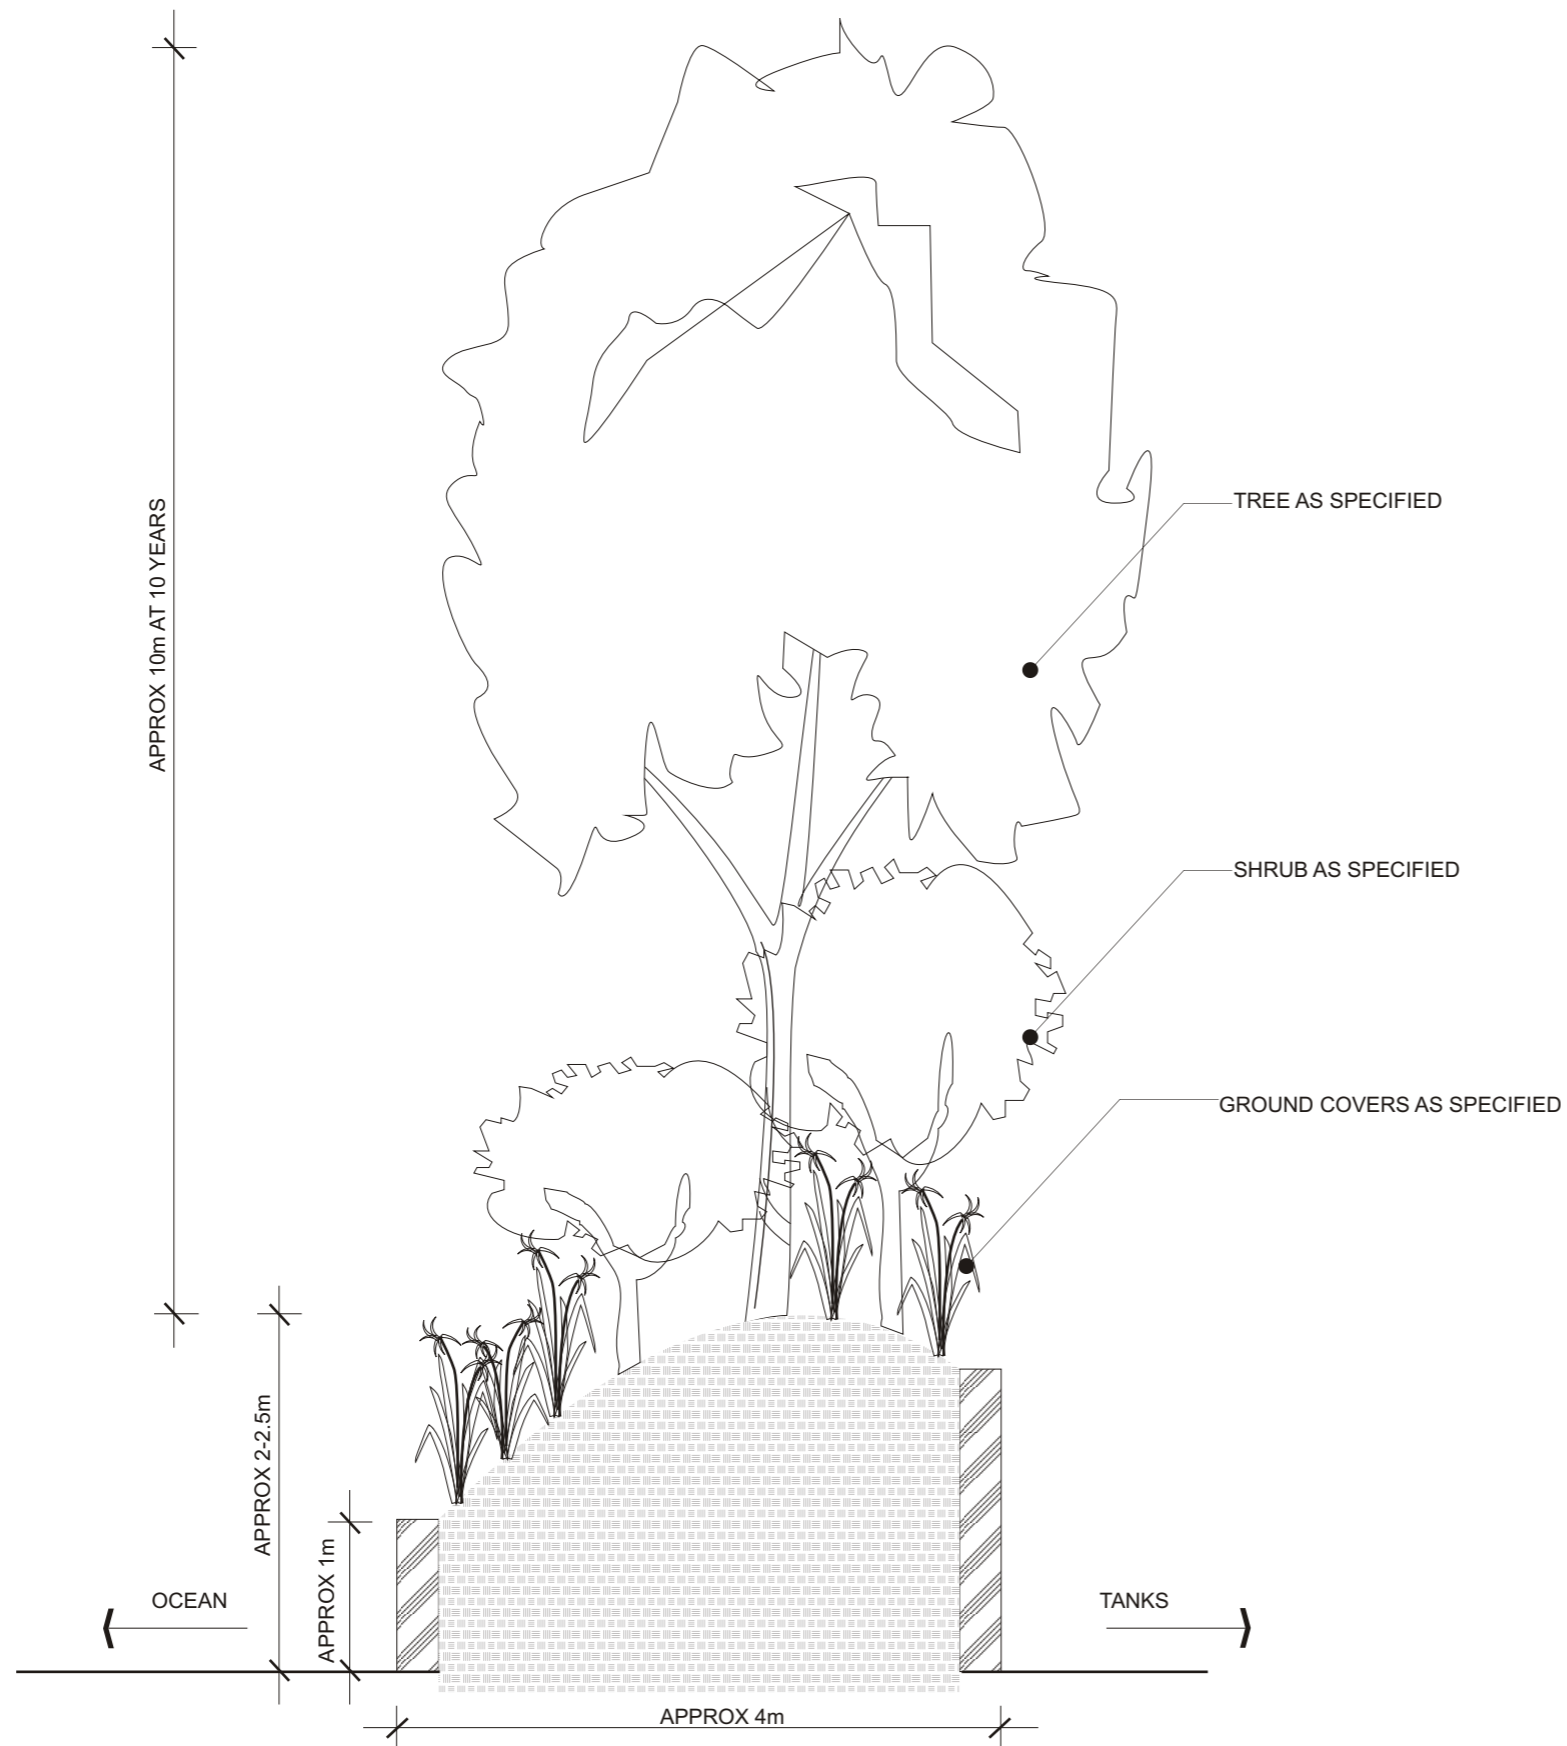 APPROX 10m AT 10 YEARS
TREE AS SPECIFIED
SHRUB AS SPECIFIED
GROUND COVERS AS SPECIFIED
APPROX 2-2.5m
APPROX 1m
OCEAN
TANKS
APPROX 4m